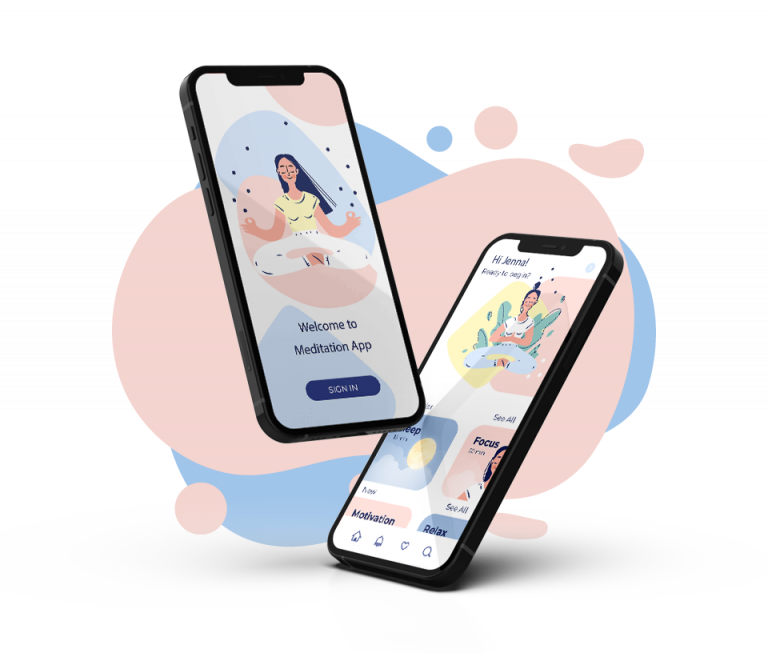 Welcome to
Meditation App
SIGN IN
Hi Jenna!
Ready to begin?
See All
Focus
New
See All
Motivation
Relax